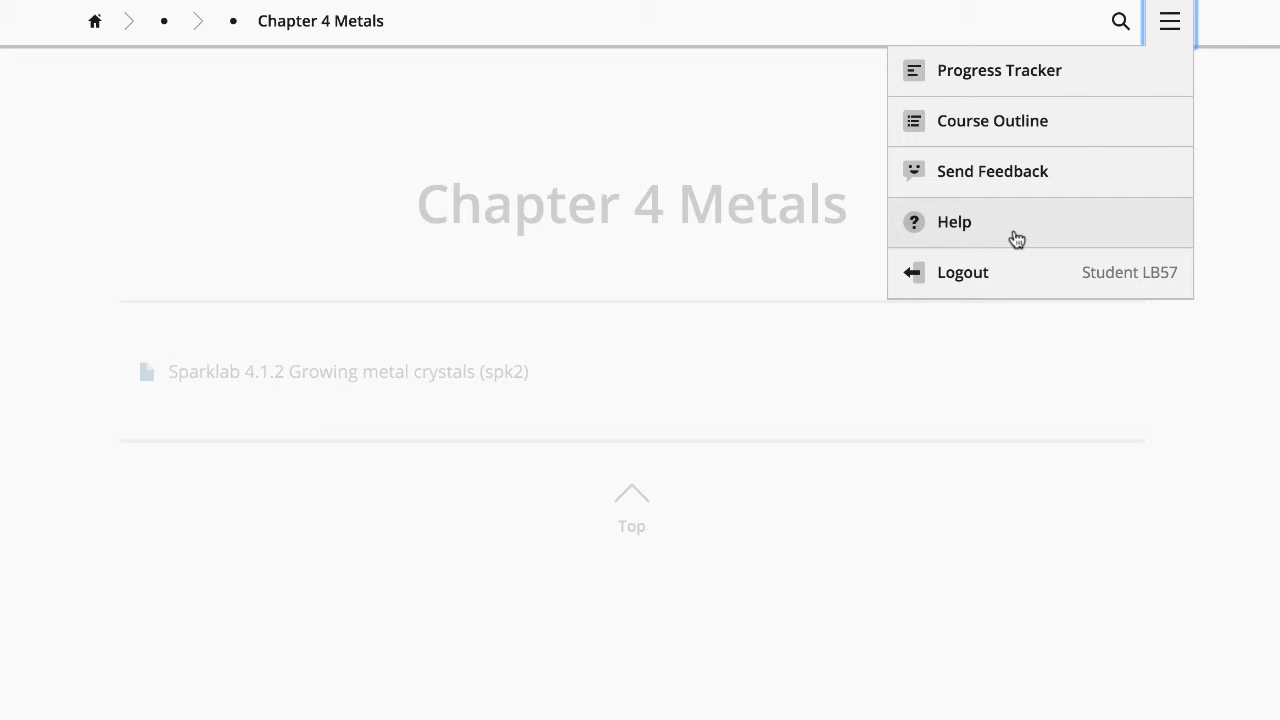 Chapter 4 Metals
Progress Tracker
Course Outline
Send Feedback
Help
Logout Student LB57
Chapter 4 Metals
Sparklab 4.1.2 Growing metal crystals (spk2)
Top